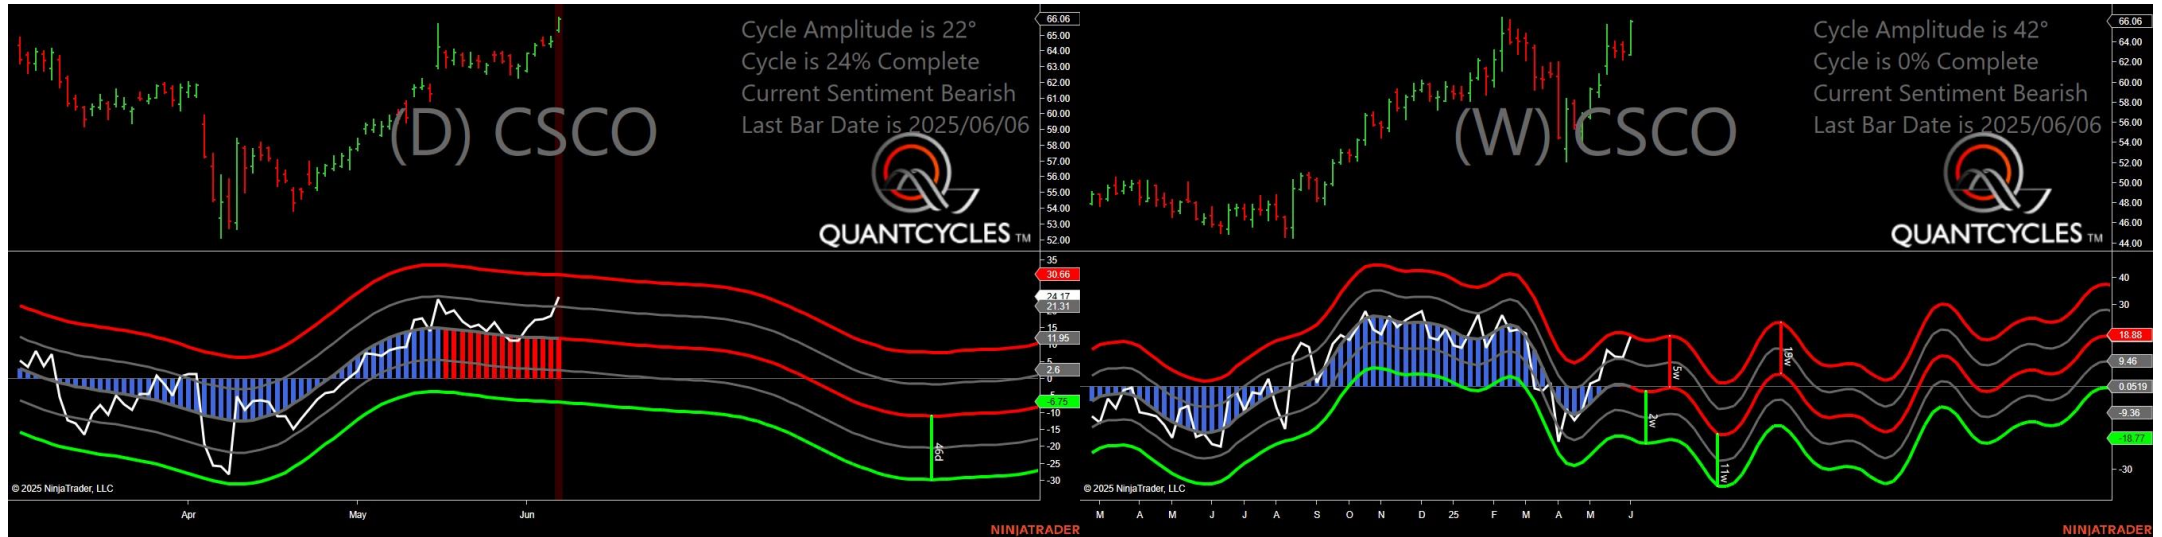 Cycle Amplitude is 22°
Cycle is 24% Complete
Current Sentiment Bearish
Last Bar Date is 2025/06/06
(D) CSCO
QUANTCYCLES TM
66.06
65.00
64.00
63.00
62.00
61.00
60.00
59.00
58.00
57.00
56.00
55.00
54.00
53.00
52.00
35
30.66
24.17
21.31
15
11.95
10
5
2.6
0
-6.75
-10
-15
-20
-25
-30
46d
© 2025 NinjaTrader, LLC
Apr
May
Jun
NINJATRADER
Cycle Amplitude is 42°
Cycle is 0% Complete
Current Sentiment Bearish
Last Bar Date is 2025/06/06
(W) CSCO
QUANTCYCLES TM
66.06
64.00
62.00
60.00
58.00
56.00
54.00
52.00
50.00
48.00
46.00
44.00
40
30
18.88
9.46
0.0519
-9.36
-18.77
-30
5w
2w
11w
19w
© 2025 NinjaTrader, LLC
M A M J J A S O N D 25 F M A M J
NINJATRADER